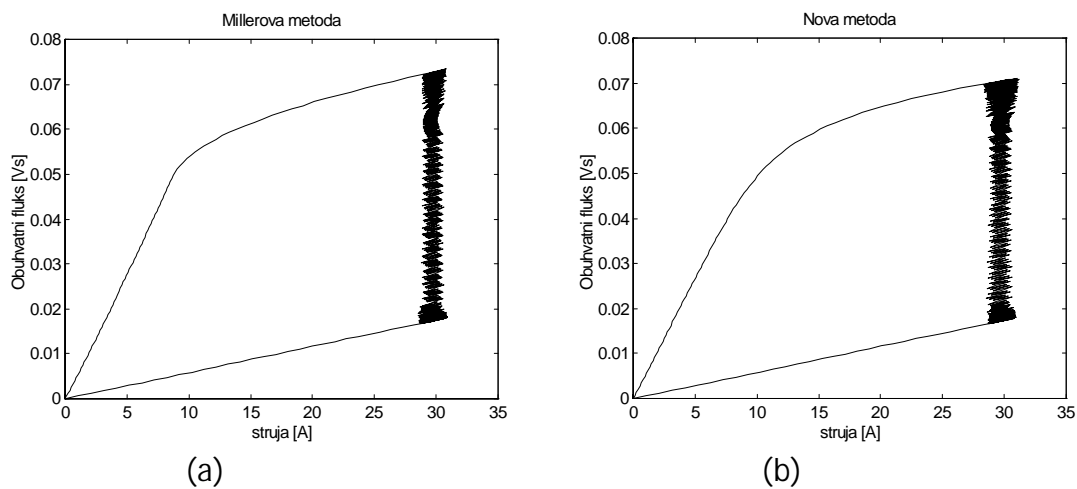 Millerova metoda
0.08
0.07
0.06
0.05
0.04
0.03
0.02
0.01
0
Obuhvatni fluks [Vs]
0 5 10 15 20 25 30 35
struja [A]
(a)
Nova metoda
0.08
0.07
0.06
0.05
0.04
0.03
0.02
0.01
0
Obuhvatni fluks [Vs]
0 5 10 15 20 25 30 35
struja [A]
(b)